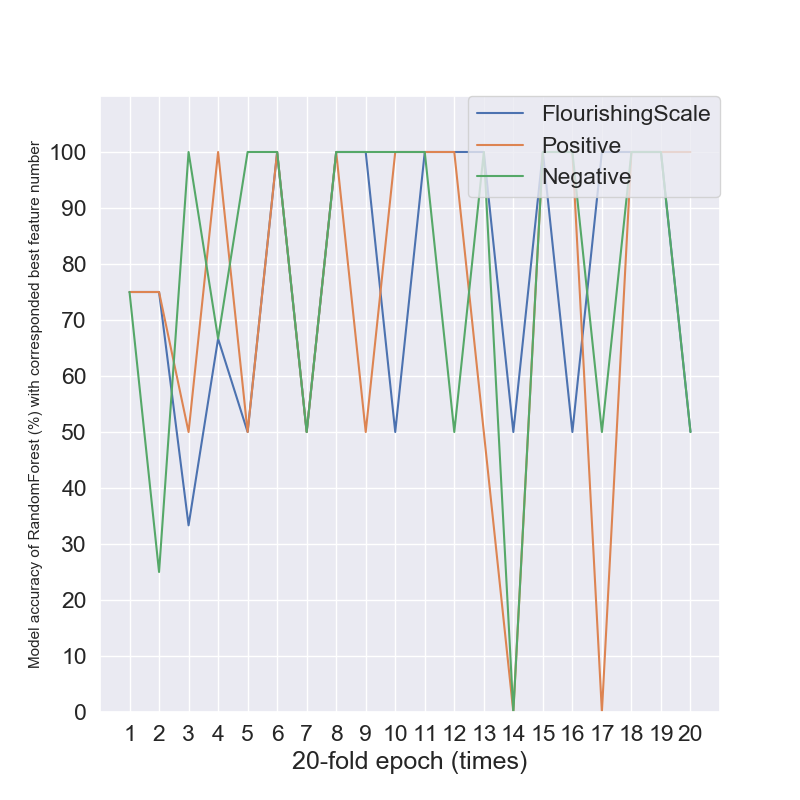 FlourishingScale
Positive
Negative
Model accuracy of RandomForest (%) with corresponded best feature number
100
90
80
70
60
50
40
30
20
10
0
1 2 3 4 5 6 7 8 9 10 11 12 13 14 15 16 17 18 19 20
20-fold epoch (times)